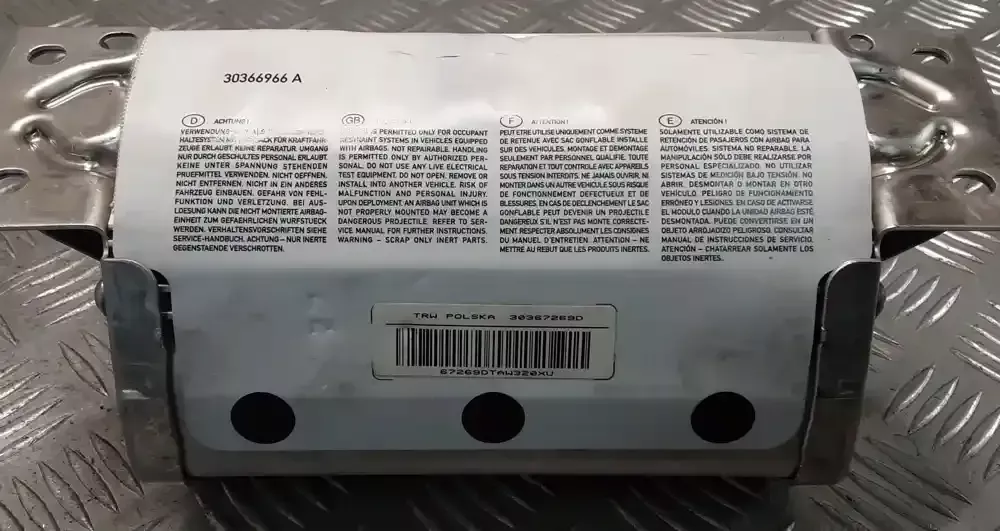 30366966 A
D ACHTUNG!
HALTESYSTEM FÜR KRAFTFAHR-
ZEUGE ERLAUBT. KEINE REPARATUR. UMGANG
NUR DURCH GESCHULTES PERSONAL ERLAUBT.
KEINE UNTER SPANNUNG STEHENDEN
PRUEFMITTEL VERWENDEN. NICHT OFFNEN,
NICHT ENTFERNEN. NICHT IN EIN ANDERES
FAHRZEUG EINBAUEN. GEFAHR VON FEHL-
FUNKTION UND VERLETZUNG. BEI AUS-
LOESUNG KANN DIE NICHT MONTIERTE AIRBAG-
EINHEIT ZUM GEFAEHRLICHEN WURFSTUECK
WERDEN. VERHALTENSVORSCHRIFTEN SIEHE
SERVICE-HANDBUCH. ACHTUNG – NUR INERTE
GEGENSTAENDE VERSCHROTTEN.
GB
IS PERMITTED ONLY FOR OCCUPANT
RESTRAINT SYSTEMS IN VEHICLES EQUIPPED
WITH AIRBAGS. NOT REPAIRABLE. HANDLING
IS PERMITTED ONLY BY AUTHORIZED PER-
SONAL. DO NOT USE ANY LIVE ELECTRICAL
TEST EQUIPMENT. DO NOT OPEN. REMOVE OR
INSTALL INTO ANOTHER VEHICLE. RISK OF
MALFUNCTION AND PERSONAL INJURY.
UPON DEPLOYMENT, AN AIRBAG UNIT WHICH IS
NOT PROPERLY MOUNTED MAY BECOME A
DANGEROUS PROJECTILE. REFER TO SER-
VICE MANUAL FOR FURTHER INSTRUCTIONS.
WARNING – SCRAP ONLY INERT PARTS.
F ATTENTION!
PEUT ETRE UTILISE UNIQUEMENT COMME SYSTEME
DE RETENUE AVEC SAC GONFLABLE INSTALLE
SUR DES VEHICULES. MONTAGE ET DEMONTAGE
SEULEMENT PAR PERSONNEL QUALIFIE. TOUTE
REPARATION ET TOUT CONTROLE AVEC APPAREILS
SOUS TENSION INTERDITS. NE JAMAIS OUVRIR, NI
MONTER DANS UN AUTRE VEHICULE SOUS RISQUE
DE FONCTIONNEMENT DEFECTUEUX ET DE
BLESSURES. EN CAS DE DECLENCHEMENT LE SAC
GONFLABLE PEUT DEVENIR UN PROJECTILE
DANGEREUX S'IL N'EST PAS MONTE CORRECTE-
MENT. RESPECTER ABSOLUMENT LES CONSIGNES
DU MANUEL D'ENTRETIEN ATTENTION – NE
METTRE AU REBUT QUE LES PRODUITS INERTES.
E ATENCIÓN!
SOLAMENTE UTILIZABLE COMO SISTEMA DE
RETENCIÓN DE PASAJEROS CON AIRBAG PARA
AUTOMÓVILES. SISTEMA NO REPARABLE. LA
MANIPULACIÓN SÓLO DEBE REALIZARSE POR
PERSONAL ESPECIALIZADO. NO UTILIZAR
SISTEMAS DE MEDICIÓN BAJO TENSIÓN. NO
ABRIR, DESMONTAR O MONTAR EN OTRO
VEHÍCULO. PELIGRO DE FUNCIONAMIENTO
ERRÓNEO Y LESIONES. EN CASO DE ACTIVARSE
EL MODULO CUANDO LA UNIDAD AIRBAG ESTÉ
DESMONTADA, PUEDE CONVERTIRSE EN UN
OBJETO ARROJADIZO PELIGROSO. CONSULTAR
MANUAL DE INSTRUCCIONES DE SERVICIO.
ATENCIÓN – CHATARREAR SOLAMENTE LOS
OBJETOS INERTES.
TRW POLSKA 30367269D
67269DTAW320XU